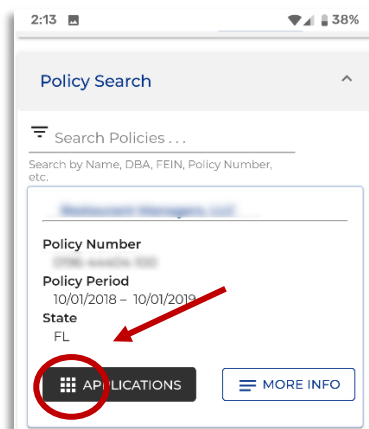 2:13 38%
Policy Search
Search Policies . . .
Search by Name, DBA, FEIN, Policy Number,
etc.
Policy Number
Policy Period
10/01/2018 – 10/01/2019
State
FL
APPLICATIONS MORE INFO